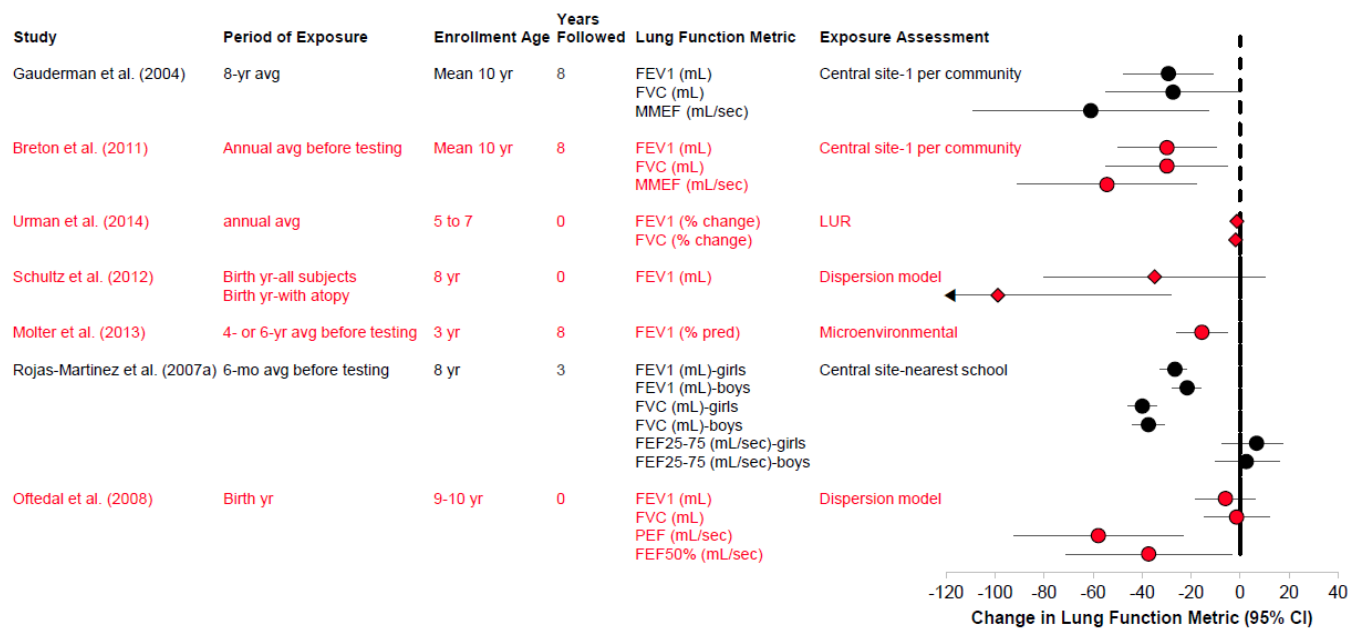 Years
Study Period of Exposure Enrollment Age Followed Lung Function Metric Exposure Assessment
Gauderman et al. (2004) 8-yr avg Mean 10 yr 8 FEV1 (mL) Central site-1 per community
FVC (mL)
MMEF (mL/sec)
Breton et al. (2011) Annual avg before testing Mean 10 yr 8 FEV1 (mL) Central site-1 per community
FVC (mL)
MMEF (mL/sec)
Urman et al. (2014) annual avg 5 to 7 0 FEV1 (% change) LUR
FVC (% change)
Schultz et al. (2012) Birth yr-all subjects 8 yr 0 FEV1 (mL) Dispersion model
Birth yr-with atopy
Molter et al. (2013) 4- or 6-yr avg before testing 3 yr 8 FEV1 (% pred) Microenvironmental
Rojas-Martinez et al. (2007a) 6-mo avg before testing 8 yr 3 FEV1 (mL)-girls Central site-nearest school
FEV1 (mL)-boys
FVC (mL)-girls
FVC (mL)-boys
FEF25-75 (mL/sec)-girls
FEF25-75 (mL/sec)-boys
Oftedal et al. (2008) Birth yr 9-10 yr 0 FEV1 (mL) Dispersion model
FVC (mL)
PEF (mL/sec)
FEF50% (mL/sec)
-120 -100 -80 -60 -40 -20 0 20 40
Change in Lung Function Metric (95% CI)